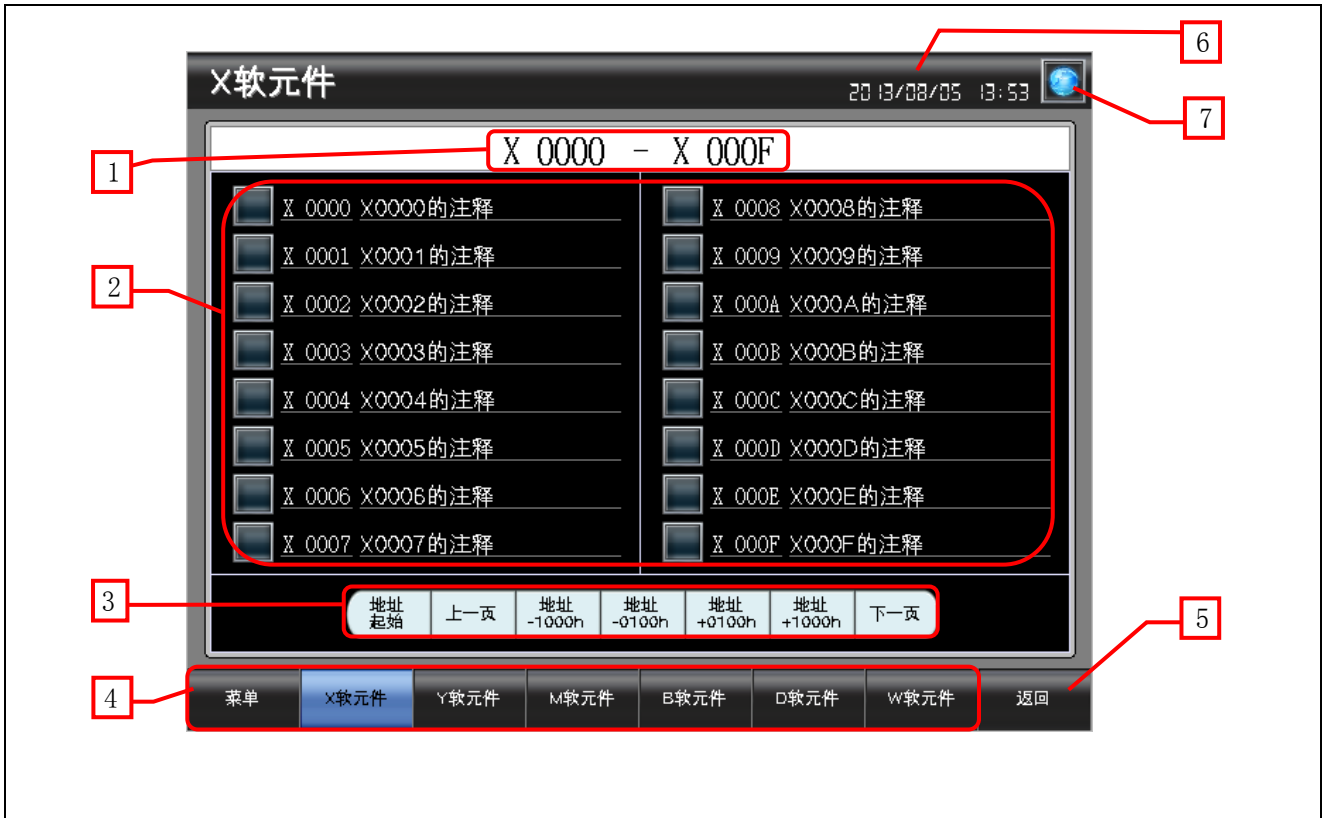 6
X软元件
2013/08/05 13:53
7
1
X 0000 - X 000F
X 0000 X0000的注释
X 0001 X0001的注释
X 0002 X0002的注释
X 0003 X0003的注释
X 0004 X0004的注释
X 0005 X0005的注释
X 0006 X0006的注释
X 0007 X0007的注释
X 0008 X0008的注释
X 0009 X0009的注释
X 000A X000A的注释
X 000B X000B的注释
X 000C X000C的注释
X 000D X000D的注释
X 000E X000E的注释
X 000F X000F的注释
2
3
地址
起始
上一页
地址
-1000h
地址
-0100h
地址
+0100h
地址
+1000h
下一页
5
4
菜单
X软元件
Y软元件
M软元件
B软元件
D软元件
W软元件
返回